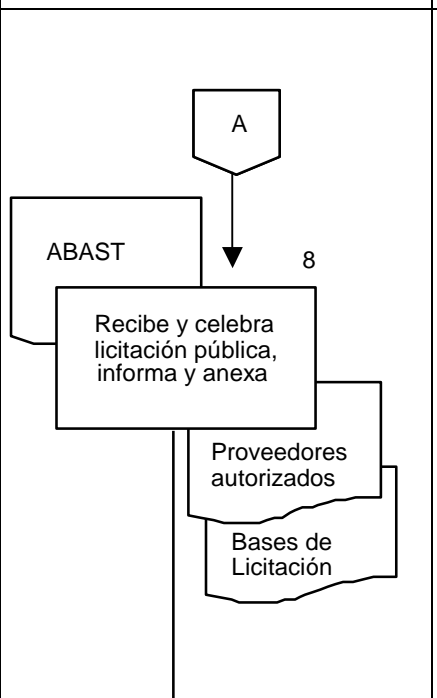 A
ABAST
8
Recibe y celebra
licitación pública,
informa y anexa
Proveedores
autorizados
Bases de
Licitación